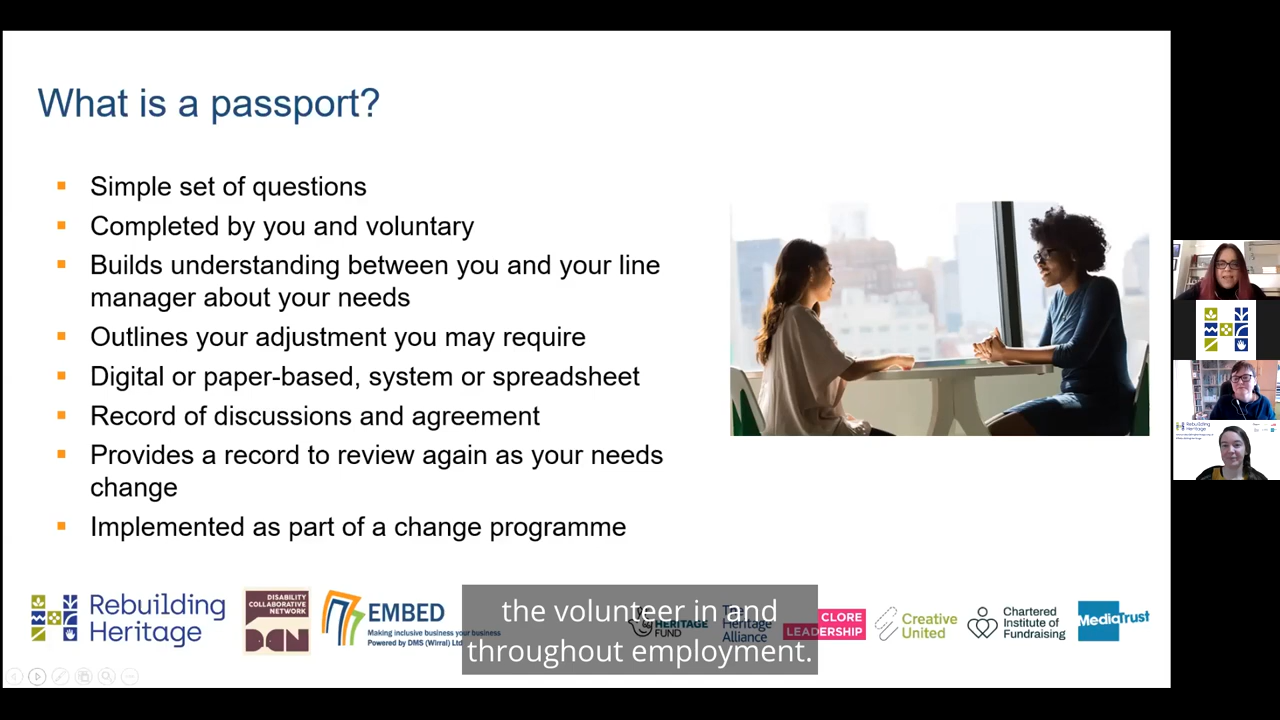 What is a passport?
Simple set of questions
Completed by you and voluntary
Builds understanding between you and your line
manager about your needs
Outlines your adjustment you may require
Digital or paper-based, system or spreadsheet
Record of discussions and agreement
Provides a record to review again as your needs
change
Implemented as part of a change programme
Rebuilding
Heritage
DISABILITY
COLLABORATIVE
NETWORK
DCN
EMBED
Making inclusive business your business
Powered by DMS (Wirral) Ltd
HERITAGE
FUND
The
Heritage
Alliance
CLORE
LEADERSHIP
Creative
United
Chartered
Institute of
Fundraising
MediaTrust
the volunteer in and
throughout employment.
Rebuilding
Heritage